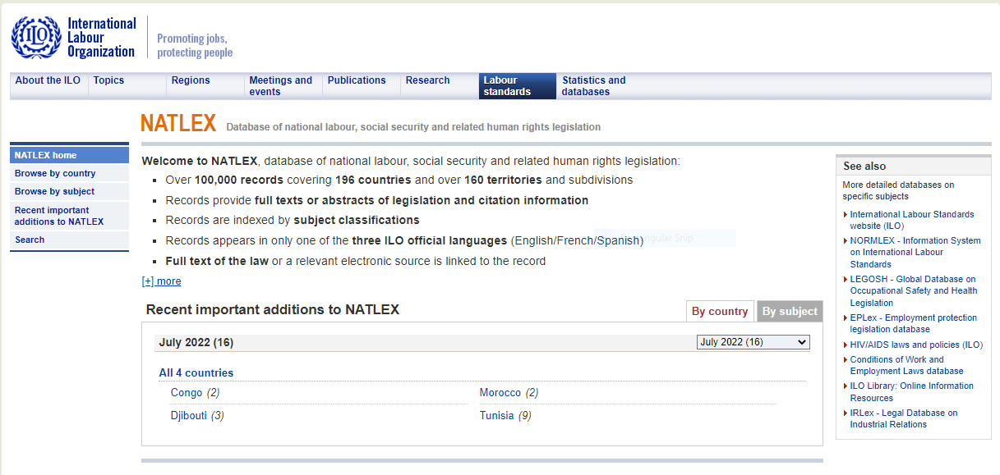 ILO
International
Labour
Organization
Promoting jobs,
protecting people
About the ILO
Topics
Regions
Meetings and
events
Publications
Research
Labour
standards
Statistics and
databases
NATLEX Database of national labour, social security and related human rights legislation
NATLEX home
Browse by country
Browse by subject
Recent important
additions to NATLEX
Search
Welcome to NATLEX, database of national labour, social security and related human rights legislation:
▪ Over 100,000 records covering 196 countries and over 160 territories and subdivisions
▪ Records provide full texts or abstracts of legislation and citation information
▪ Records are indexed by subject classifications
▪ Records appears in only one of the three ILO official languages (English/French/Spanish)
Snip
▪ Full text of the law or a relevant electronic source is linked to the record
[+] more
Recent important additions to NATLEX
By country
By subject
July 2022 (16)
July 2022 (16)
All 4 countries
Congo (2)
Morocco (2)
Djibouti (3)
Tunisia (9)
See also
More detailed databases on
specific subjects
International Labour Standards
website (ILO)
NORMLEX - Information System
on International Labour
Standards
LEGOSH - Global Database on
Occupational Safety and Health
Legislation
EPLex - Employment protection
legislation database
HIV/AIDS laws and policies (ILO)
Conditions of Work and
Employment Laws database
ILO Library: Online Information
Resources
IRLex - Legal Database on
Industrial Relations